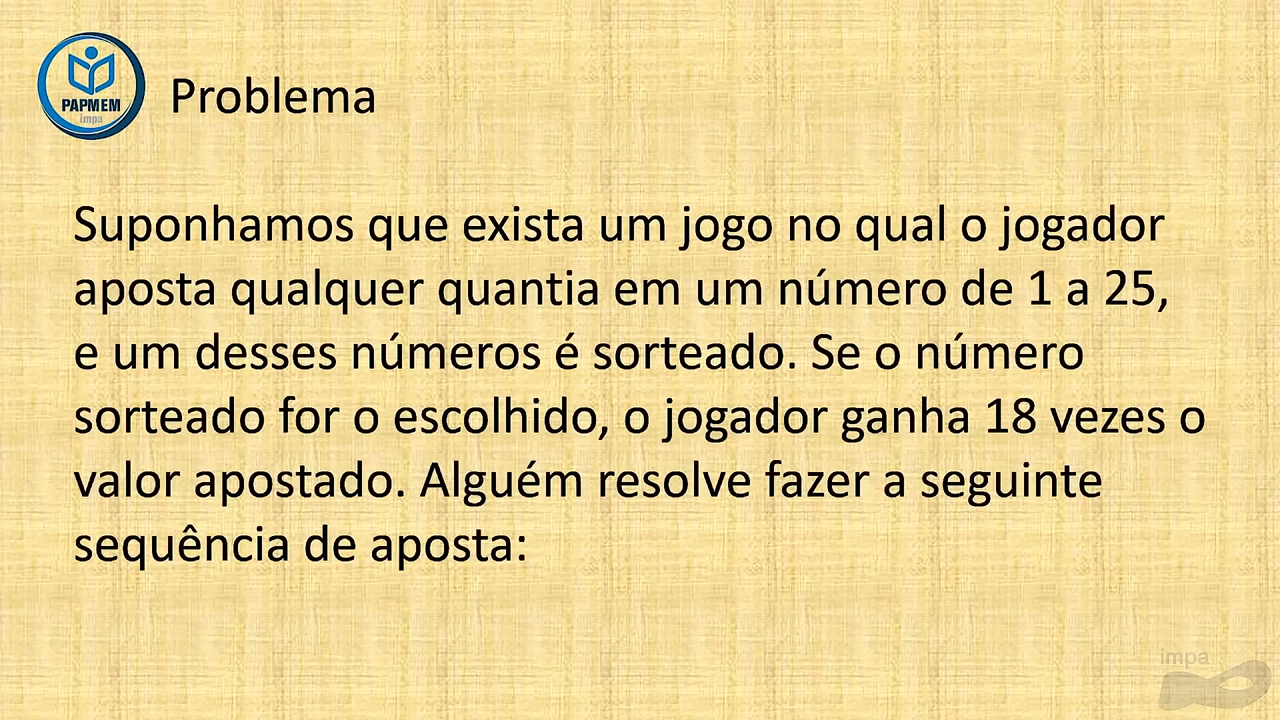 PAPMEM
impa
Problema
Suponhamos que exista um jogo no qual o jogador
aposta qualquer quantia em um número de 1 a 25,
e um desses números é sorteado. Se o número
sorteado for o escolhido, o jogador ganha 18 vezes o
valor apostado. Alguém resolve fazer a seguinte
sequência de aposta:
impa